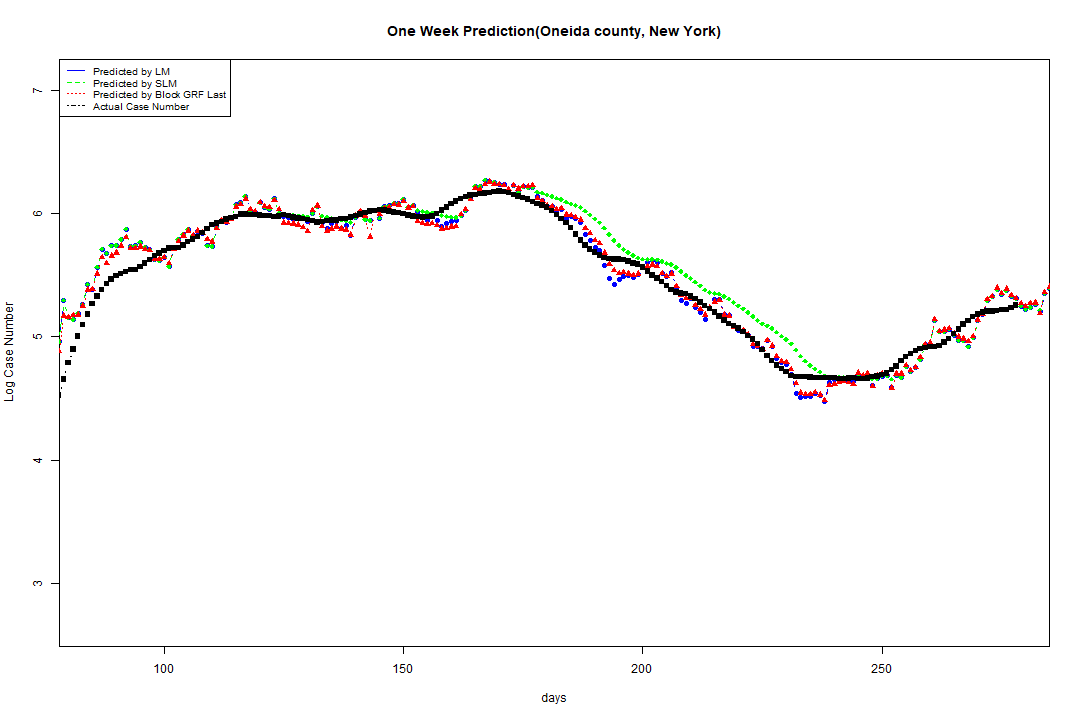 One Week Prediction(Oneida county, New York)
Predicted by LM
Predicted by SLM
Predicted by Block GRF Last
Actual Case Number
7
6
5
4
3
Log Case Number
100 150 200 250
days